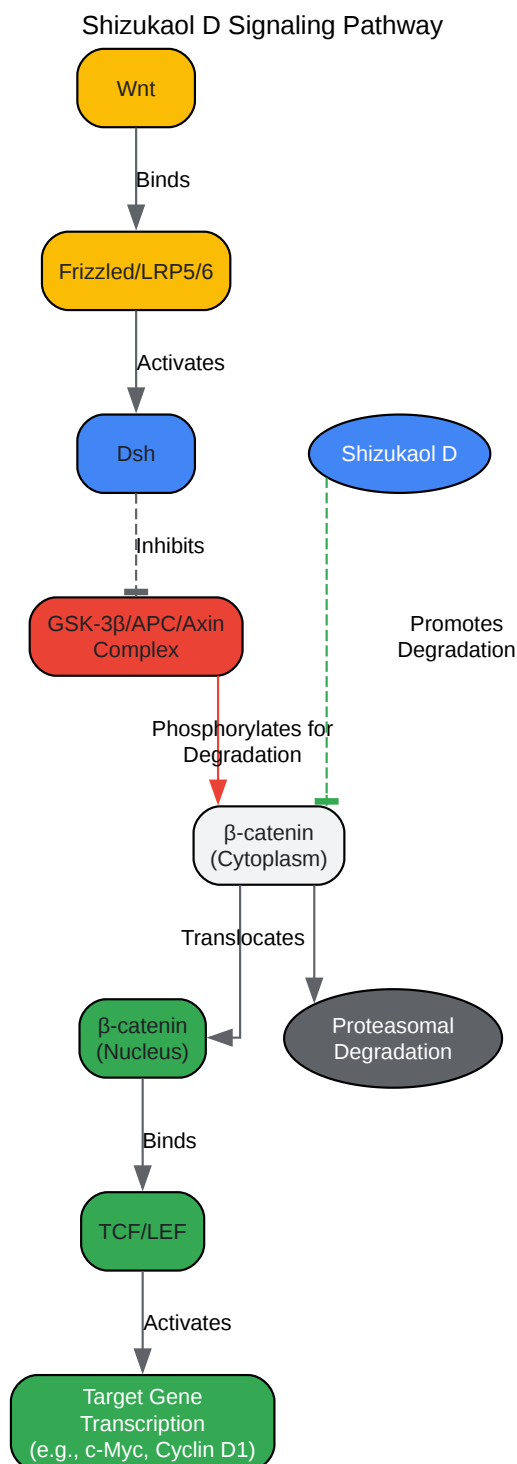 Shizukaol D Signaling Pathway
Wnt
Binds
Frizzled/LRP5/6
Activates
Dsh
Shizukaol D
Inhibits
GSK-3β/APC/Axin
Complex
Promotes
Degradation
Phosphorylates for
Degradation
β-catenin
(Cytoplasm)
Translocates
β-catenin
(Nucleus)
Proteasomal
Degradation
Binds
TCF/LEF
Activates
Target Gene
Transcription
(e.g., c-Myc, Cyclin D1)